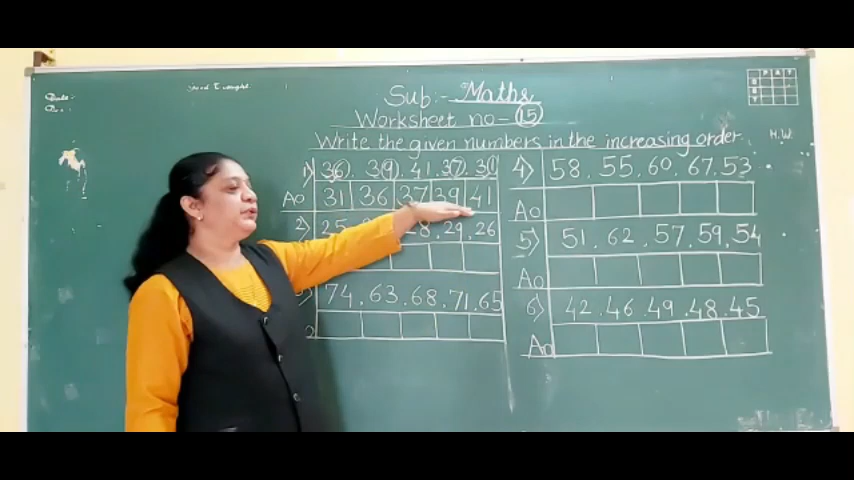 Sub:- Maths
Worksheet no- 15
Write the given numbers in the increasing order.
H.W.
1) 36, 39, 41, 37, 31
Ao 31 36 37 39 41
2) 25, 29, 26
74, 63, 68, 71, 65
4) 58, 55, 60, 67, 53
Ao
5) 51, 62, 57, 59, 54
Ao
6) 42, 46, 49, 48, 45
Ao